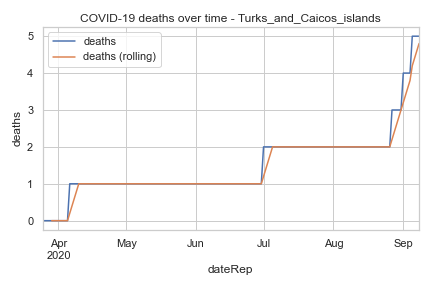 COVID-19 deaths over time - Turks_and_Caicos_islands
deaths
deaths (rolling)
deaths
5
4
3
2
1
0
Apr May Jun Jul Aug Sep
2020
dateRep